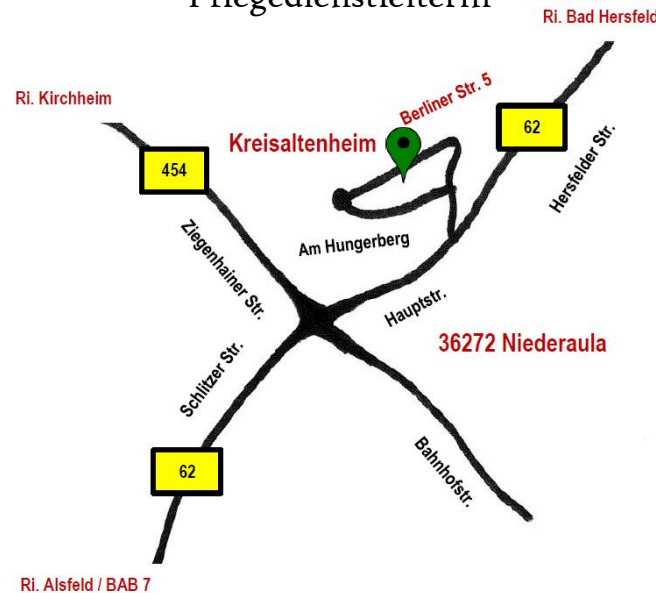 Pflegedienstleiterin
Ri. Bad Hersfeld
Ri. Kirchheim
Berliner Str. 5
Kreisaltenheim
62
Hersfelder Str.
454
Ziegenhainer Str.
Am Hungerberg
Hauptstr.
36272 Niederaula
Schlitzer Str.
62
Bahnhofstr.
Ri. Alsfeld / BAB 7